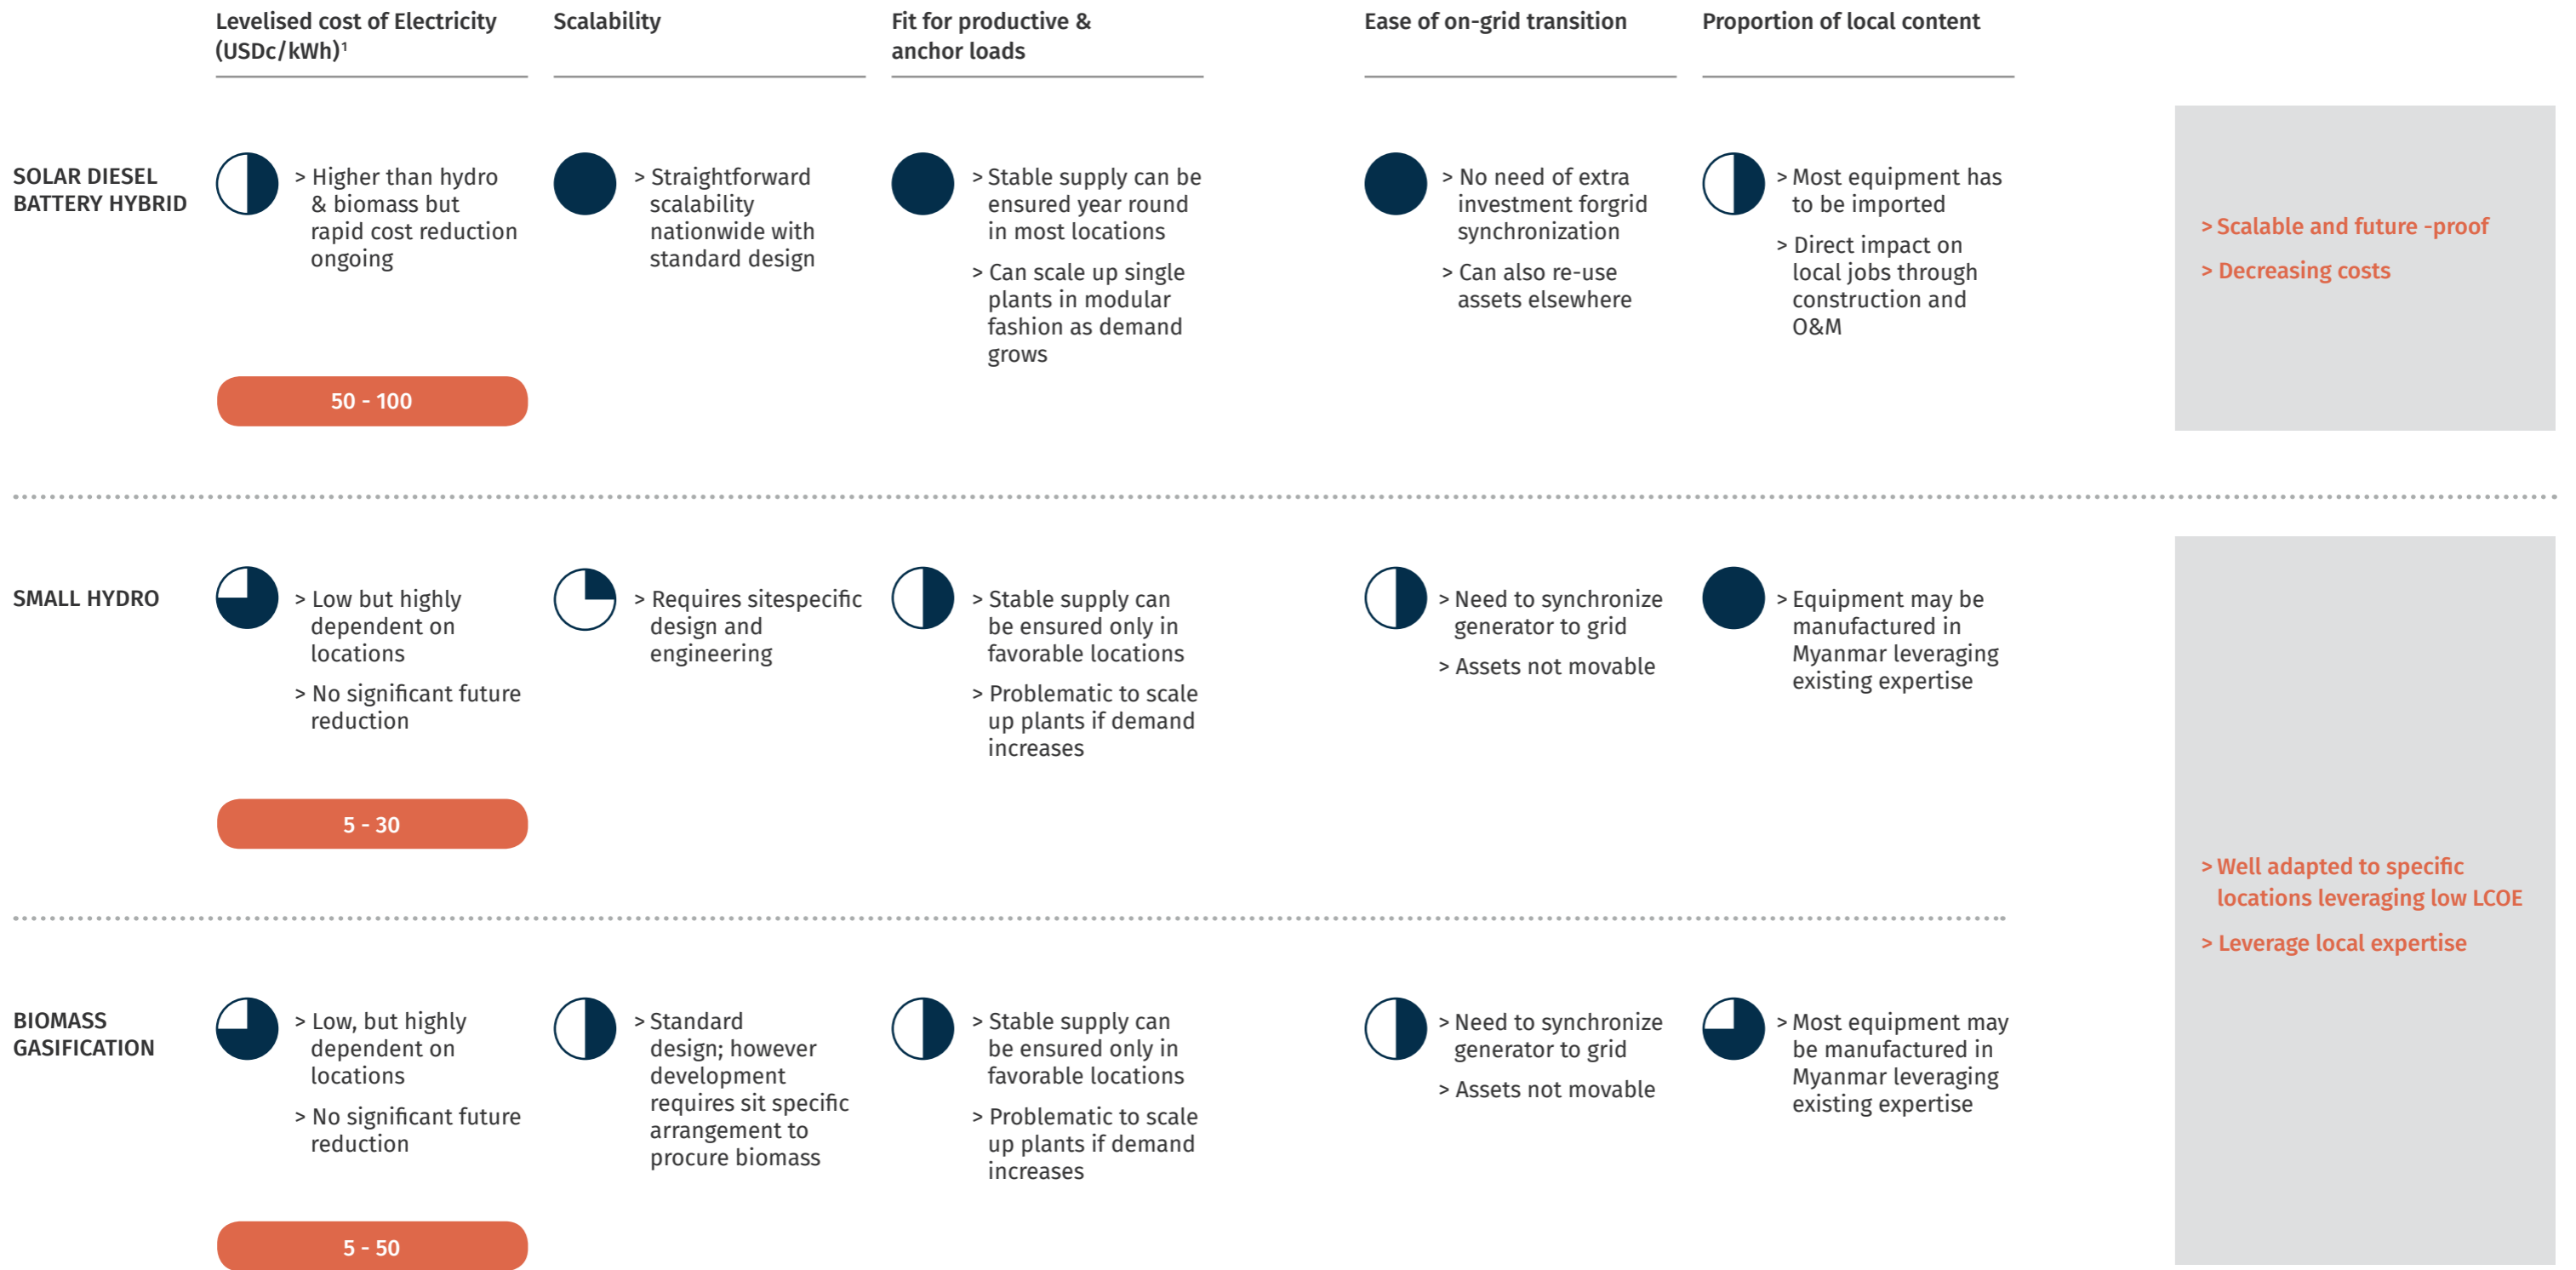 Levelised cost of Electricity
(USDc/kWh)¹
Scalability
Fit for productive &
anchor loads
Ease of on-grid transition
Proportion of local content
SOLAR DIESEL
BATTERY HYBRID
> Higher than hydro
& biomass but
rapid cost reduction
ongoing
50 - 100
> Straightforward
scalability
nationwide with
standard design
> Stable supply can be
ensured year round
in most locations
> Can scale up single
plants in modular
fashion as demand
grows
> No need of extra
investment forgrid
synchronization
> Can also re-use
assets elsewhere
> Most equipment has
to be imported
> Direct impact on
local jobs through
construction and
O&M
> Scalable and future -proof
> Decreasing costs
SMALL HYDRO
> Low but highly
dependent on
locations
> No significant future
reduction
5 - 30
> Requires sitespecific
design and
engineering
> Stable supply can
be ensured only in
favorable locations
> Problematic to scale
up plants if demand
increases
> Need to synchronize
generator to grid
> Assets not movable
> Equipment may be
manufactured in
Myanmar leveraging
existing expertise
> Well adapted to specific
locations leveraging low LCOE
> Leverage local expertise
BIOMASS
GASIFICATION
> Low, but highly
dependent on
locations
> No significant future
reduction
5 - 50
> Standard
design; however
development
requires sit specific
arrangement to
procure biomass
> Stable supply can
be ensured only in
favorable locations
> Problematic to scale
up plants if demand
increases
> Need to synchronize
generator to grid
> Assets not movable
> Most equipment may
be manufactured in
Myanmar leveraging
existing expertise